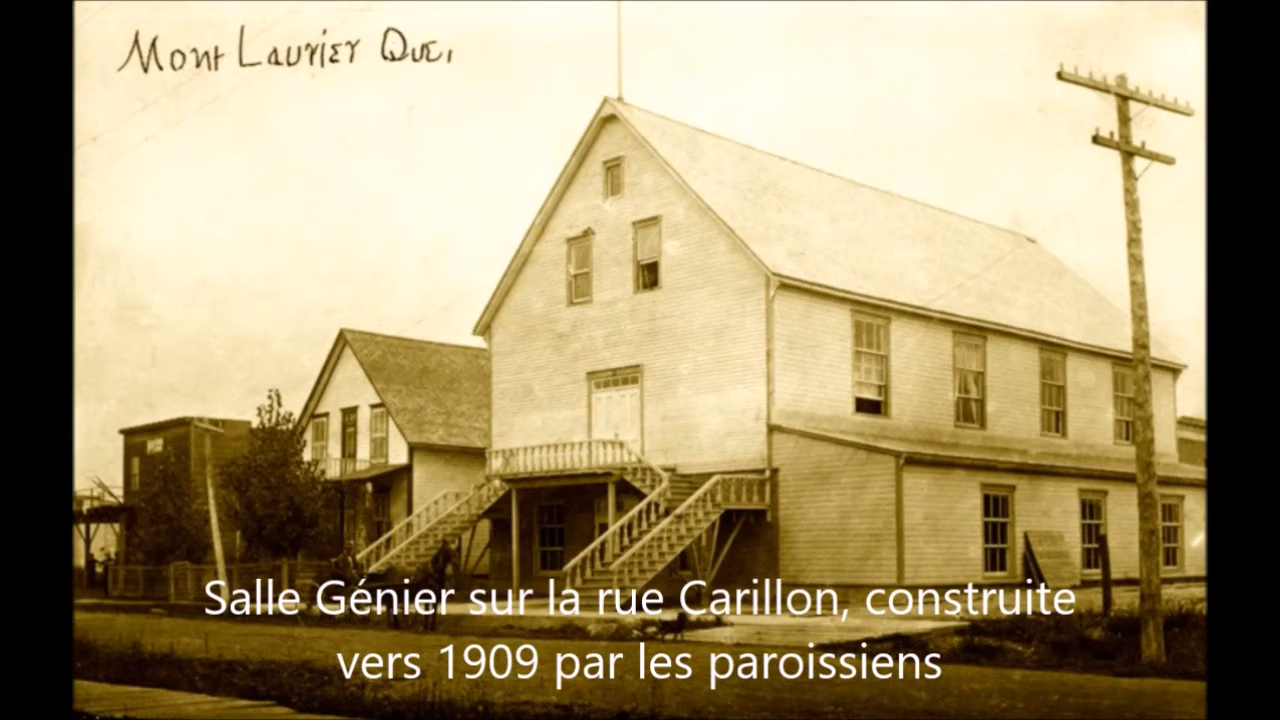 Mont Laurier Que,
Salle Génier sur la rue Carillon, construite
vers 1909 par les paroissiens